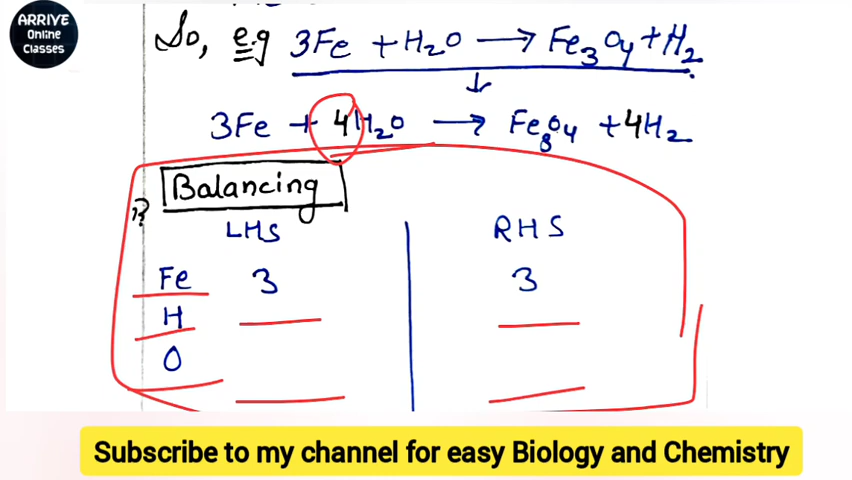 ARRIVE
Online
Classes
So, e.g 3Fe + H₂O → Fe₃O₄ + H₂
↓
3Fe + 4H₂O → Fe₃O₄ + 4H₂
Balancing
LHS RHS
Fe 3 3
H
O
Subscribe to my channel for easy Biology and Chemistry